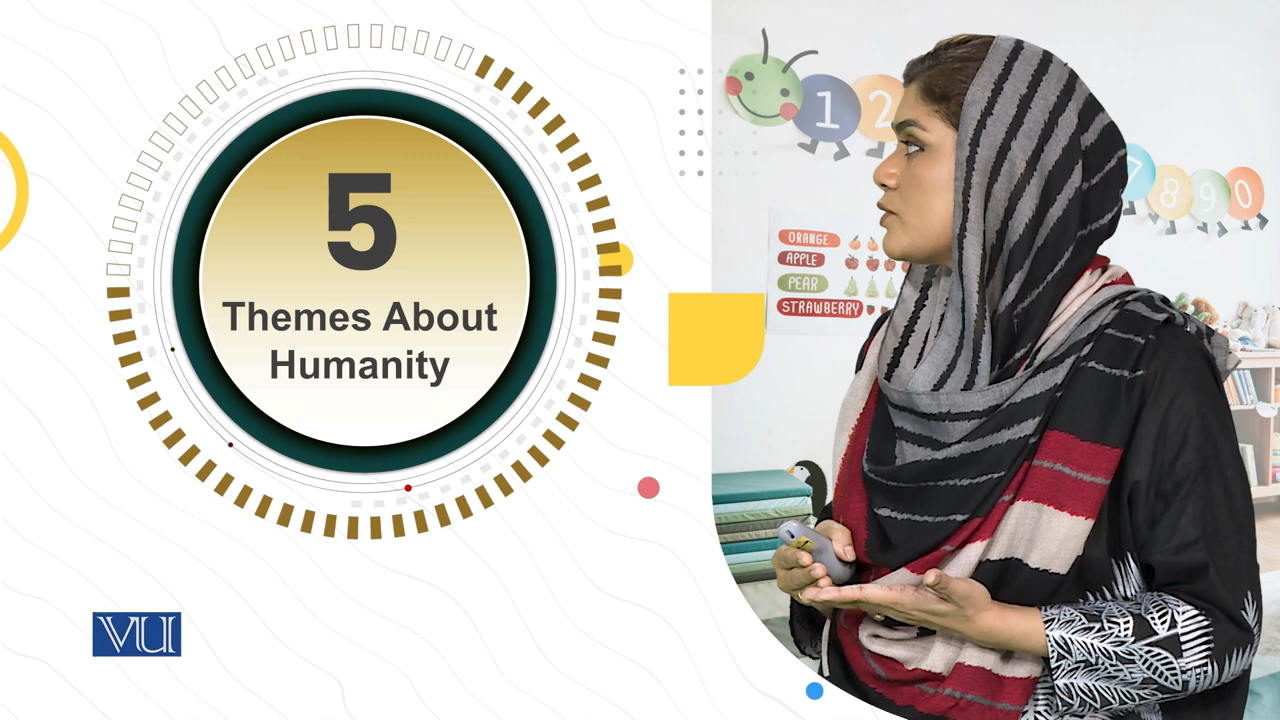 5
Themes About
Humanity
VU
1 2
7 8 9 0
ORANGE
APPLE
PEAR
STRAWBERRY